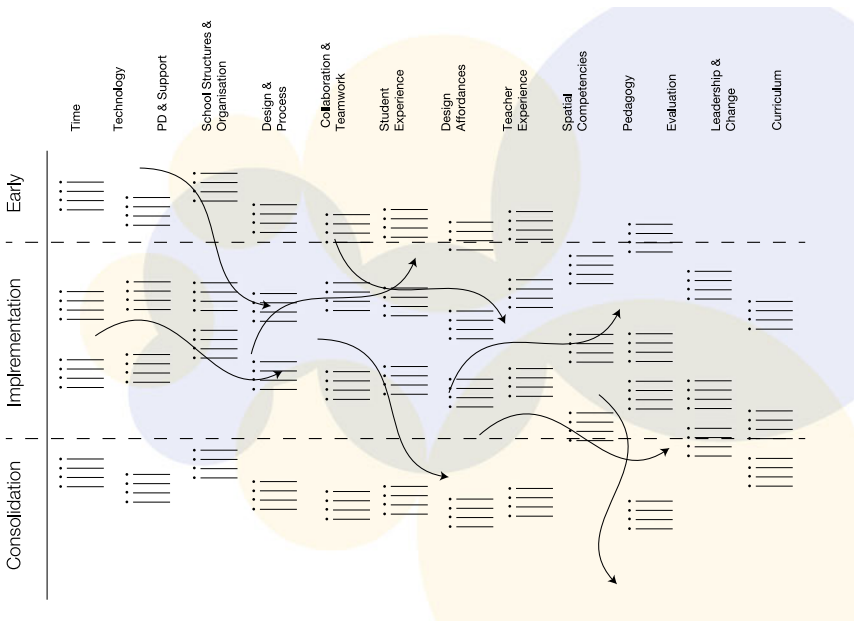 Time
Technology
PD & Support
School Structures &
Organisation
Design &
Process
Collaboration &
Teamwork
Student
Experience
Design
Affordances
Teacher
Experience
Spatial
Competencies
Pedagogy
Evaluation
Leadership &
Change
Curriculum
Early
Implrementation
Consolidation